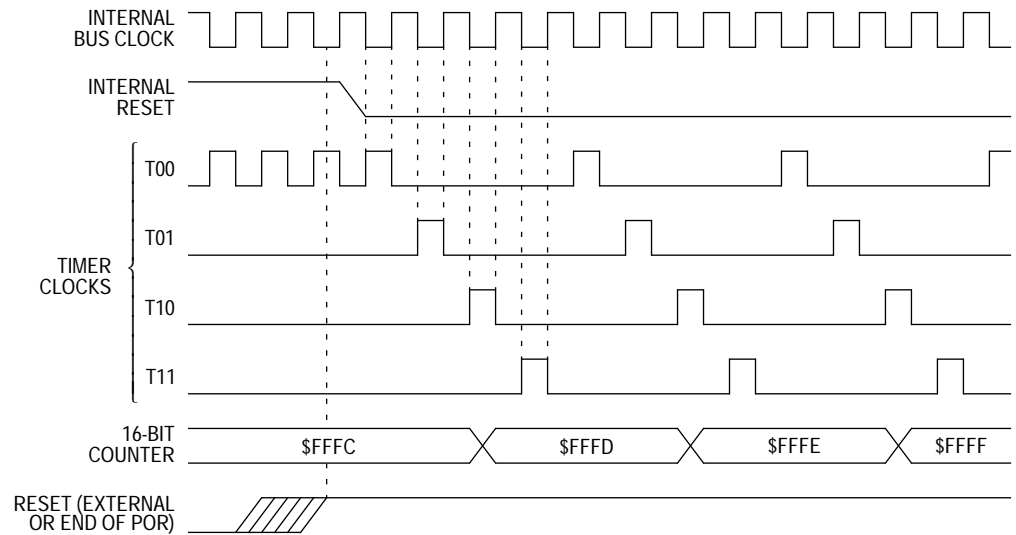 INTERNAL
BUS CLOCK
INTERNAL
RESET
T00
T01
TIMER
CLOCKS
T10
T11
16-BIT
COUNTER
$FFFC
$FFFD
$FFFE
$FFFF
RESET (EXTERNAL
OR END OF POR)